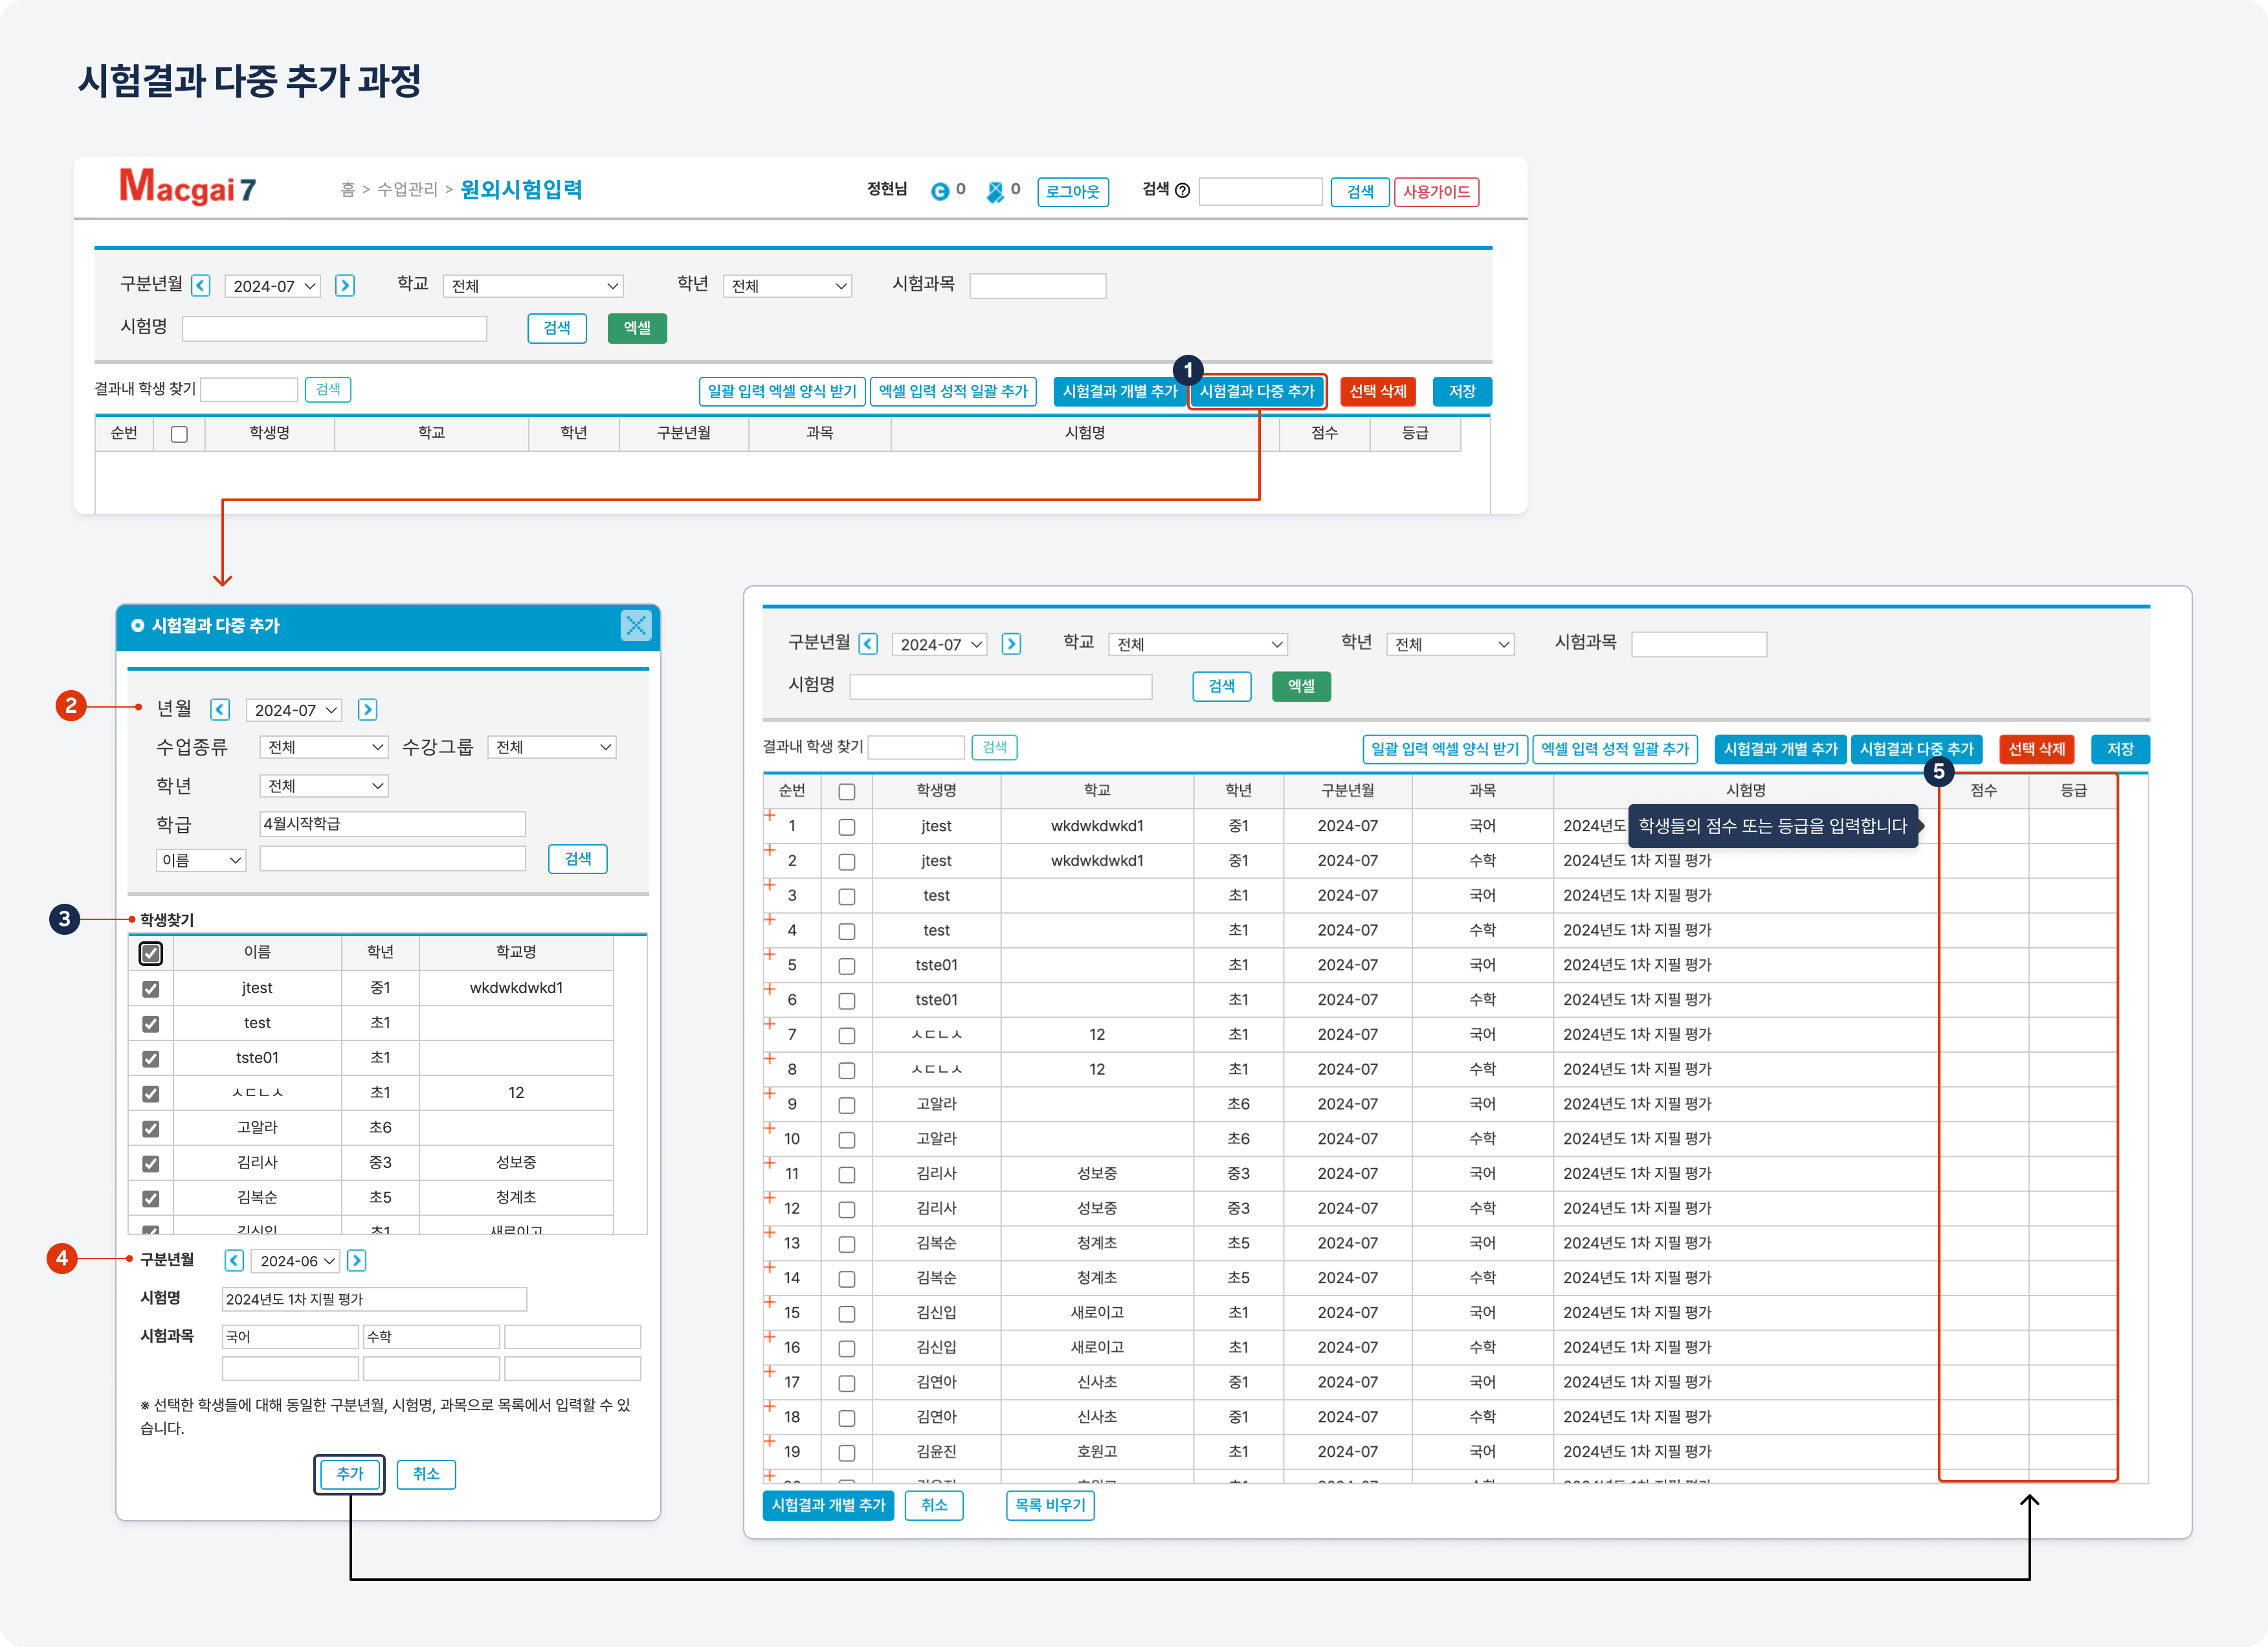 시험결과 다중 추가 과정
Macgai 7
홈 > 수업관리 > 원외시험입력
정현님 0 0 로그아웃 검색 검색 사용가이드
구분년월 2024-07 학교 전체 학년 전체 시험과목
시험명 검색 엑셀
1
결과내 학생 찾기 검색 일괄 입력 엑셀 양식 받기 엑셀 입력 성적 일괄 추가 시험결과 개별 추가 시험결과 다중 추가 선택 삭제 저장
순번 학생명 학교 학년 구분년월 과목 시험명 점수 등급
시험결과 다중 추가
2 년월 2024-07
수업종류 전체 수강그룹 전체
학년 전체
학급 4월시작학급
이름 검색
3 학생찾기
이름 학년 학교명
jtest 중1 wkdwkdwkd1
test 초1
tste01 초1
ㅅㄷㄴㅅ 초1 12
고알라 초6
김리사 중3 성보중
김복순 초5 청계초
김신입 초1 새로이고
4 구분년월 2024-06
시험명 2024년도 1차 지필 평가
시험과목 국어 수학
※ 선택한 학생들에 대해 동일한 구분년월, 시험명, 과목으로 목록에서 입력할 수 있
습니다.
추가 취소
구분년월 2024-07 학교 전체 학년 전체 시험과목
시험명 검색 엑셀
결과내 학생 찾기 검색 일괄 입력 엑셀 양식 받기 엑셀 입력 성적 일괄 추가 시험결과 개별 추가 시험결과 다중 추가 선택 삭제 저장
5
순번 학생명 학교 학년 구분년월 과목 시험명 점수 등급
1 jtest wkdwkdwkd1 중1 2024-07 국어 2024년도 학생들의 점수 또는 등급을 입력합니다
2 jtest wkdwkdwkd1 중1 2024-07 수학 2024년도 1차 지필 평가
3 test 초1 2024-07 국어 2024년도 1차 지필 평가
4 test 초1 2024-07 수학 2024년도 1차 지필 평가
5 tste01 초1 2024-07 국어 2024년도 1차 지필 평가
6 tste01 초1 2024-07 수학 2024년도 1차 지필 평가
7 ㅅㄷㄴㅅ 12 초1 2024-07 국어 2024년도 1차 지필 평가
8 ㅅㄷㄴㅅ 12 초1 2024-07 수학 2024년도 1차 지필 평가
9 고알라 초6 2024-07 국어 2024년도 1차 지필 평가
10 고알라 초6 2024-07 수학 2024년도 1차 지필 평가
11 김리사 성보중 중3 2024-07 국어 2024년도 1차 지필 평가
12 김리사 성보중 중3 2024-07 수학 2024년도 1차 지필 평가
13 김복순 청계초 초5 2024-07 국어 2024년도 1차 지필 평가
14 김복순 청계초 초5 2024-07 수학 2024년도 1차 지필 평가
15 김신입 새로이고 초1 2024-07 국어 2024년도 1차 지필 평가
16 김신입 새로이고 초1 2024-07 수학 2024년도 1차 지필 평가
17 김연아 신사초 중1 2024-07 국어 2024년도 1차 지필 평가
18 김연아 신사초 중1 2024-07 수학 2024년도 1차 지필 평가
19 김윤진 호원고 초1 2024-07 국어 2024년도 1차 지필 평가
시험결과 개별 추가 취소 목록 비우기